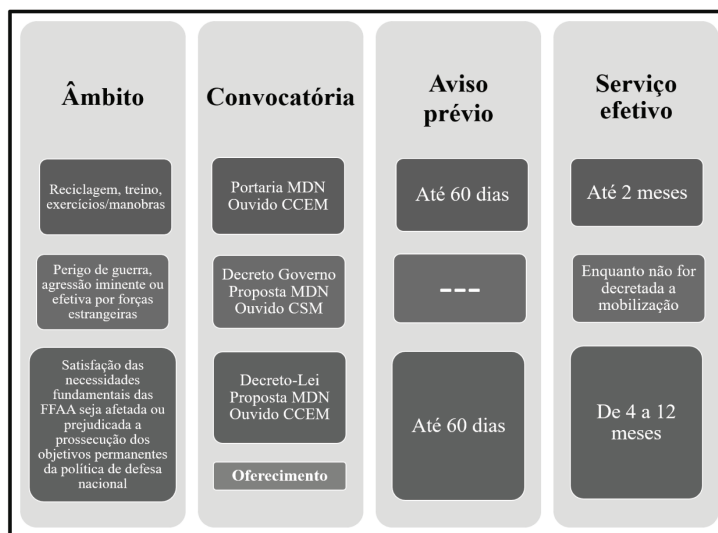 Âmbito
Reciclagem, treino,
exercícios/manobras
Perigo de guerra,
agressão iminente ou
efetiva por forças
estrangeiras
Satisfação das
necessidades
fundamentais das
FFAA seja afetada ou
prejudicada a
prossecução dos
objetivos permanentes
da política de defesa
nacional
Convocatória
Portaria MDN
Ouvido CCEM
Decreto Governo
Proposta MDN
Ouvido CSM
Decreto-Lei
Proposta MDN
Ouvido CCEM
Oferecimento
Aviso
prévio
Até 60 dias
---
Até 60 dias
Serviço
efetivo
Até 2 meses
Enquanto não for
decretada a
mobilização
De 4 a 12
meses